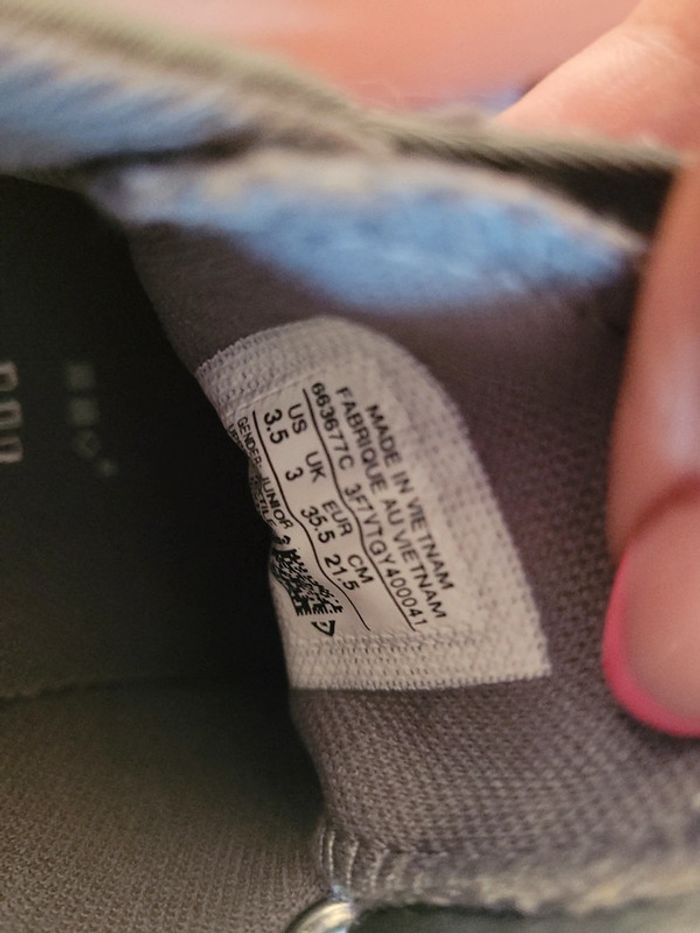 MADE IN VIETNAM
FABRIQUE AU VIETNAM
663677C 3F7VTGY400041
US UK EUR CM
3.5 3 35.5 21.5
GENDER: JUNIOR